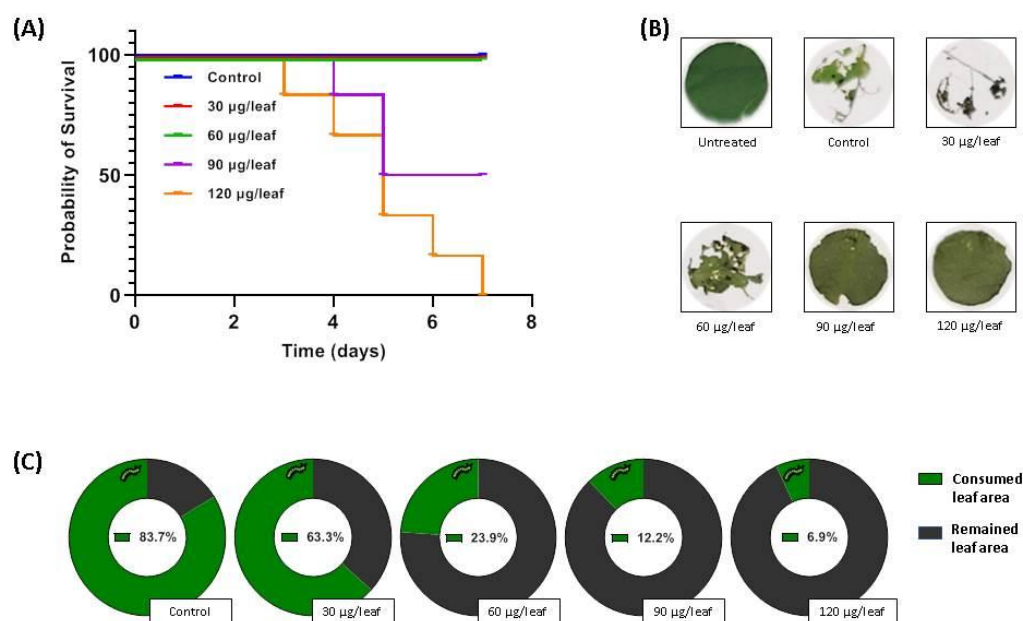 (A)
Probability of Survival
100
50
0
Control
30 µg/leaf
60 µg/leaf
90 µg/leaf
120 µg/leaf
0 2 4 6 8
Time (days)
(B)
Untreated Control 30 µg/leaf
60 µg/leaf 90 µg/leaf 120 µg/leaf
(C)
83.7% 63.3% 23.9% 12.2% 6.9%
Control 30 µg/leaf 60 µg/leaf 90 µg/leaf 120 µg/leaf
Consumed
leaf area
Remained
leaf area